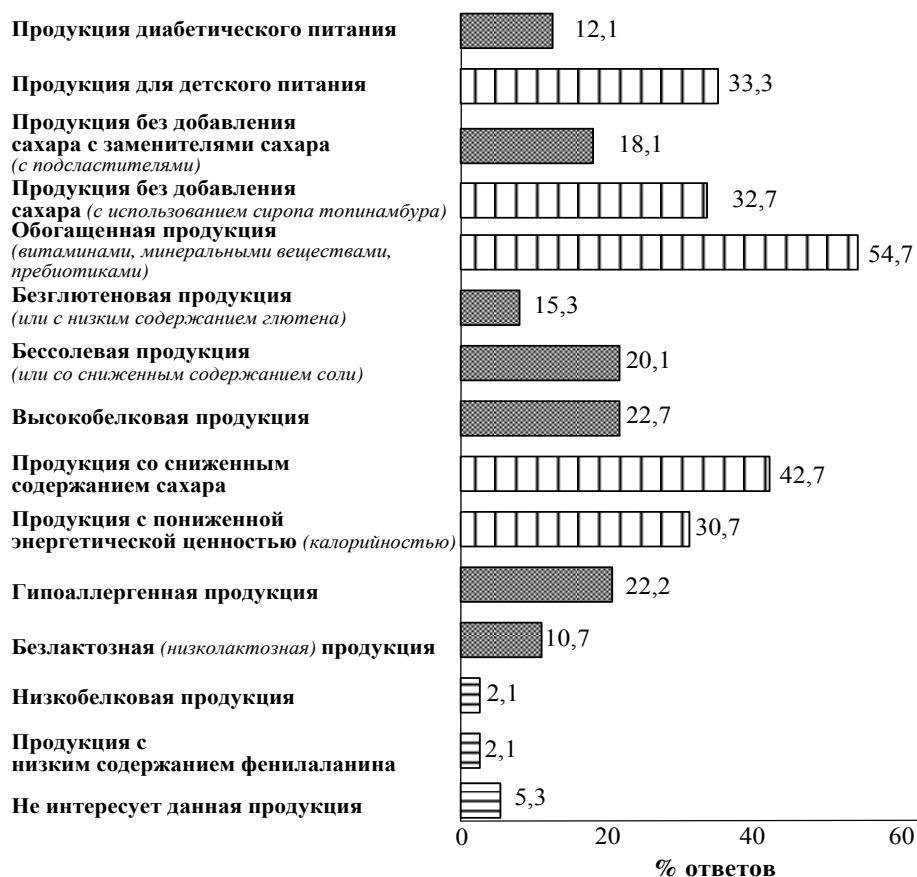 Продукция диабетического питания
12,1
Продукция для детского питания
33,3
Продукция без добавления
сахара с заменителями сахара
(с подсластителями)
18,1
Продукция без добавления
сахара (с использованием сиропа топинамбура)
32,7
Обогащенная продукция
(витаминами, минеральными веществами,
пребиотиками)
54,7
Безглютеновая продукция
(или с низким содержанием глютена)
15,3
Бессолевая продукция
(или со сниженным содержанием соли)
20,1
Высокобелковая продукция
22,7
Продукция со сниженным
содержанием сахара
42,7
Продукция с пониженной
энергетической ценностью (калорийностью)
30,7
Гипоаллергенная продукция
22,2
Безлактозная (низколактозная) продукция
10,7
Низкобелковая продукция
2,1
Продукция с
низким содержанием фенилаланина
2,1
Не интересует данная продукция
5,3
0 20 40 60
% ответов